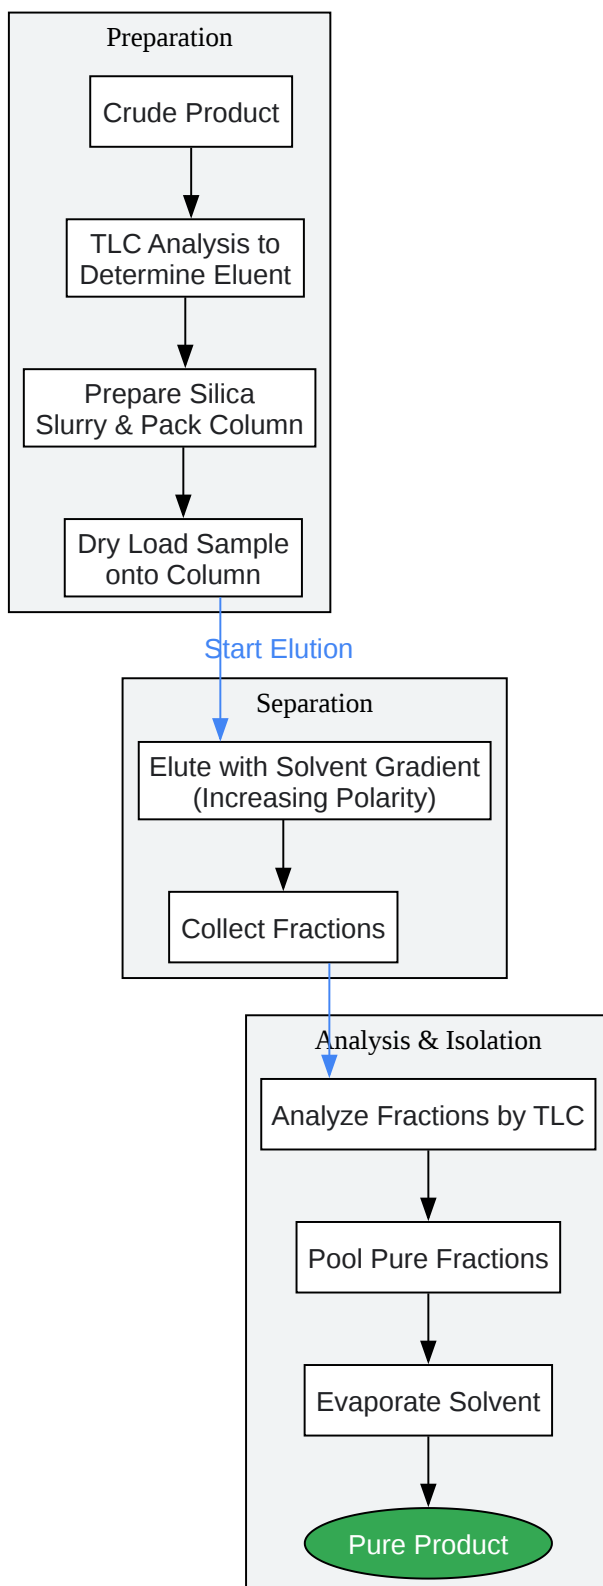 Preparation
Crude Product
TLC Analysis to
Determine Eluent
Prepare Silica
Slurry & Pack Column
Dry Load Sample
onto Column
Start Elution
Separation
Elute with Solvent Gradient
(Increasing Polarity)
Collect Fractions
Analysis & Isolation
Analyze Fractions by TLC
Pool Pure Fractions
Evaporate Solvent
Pure Product